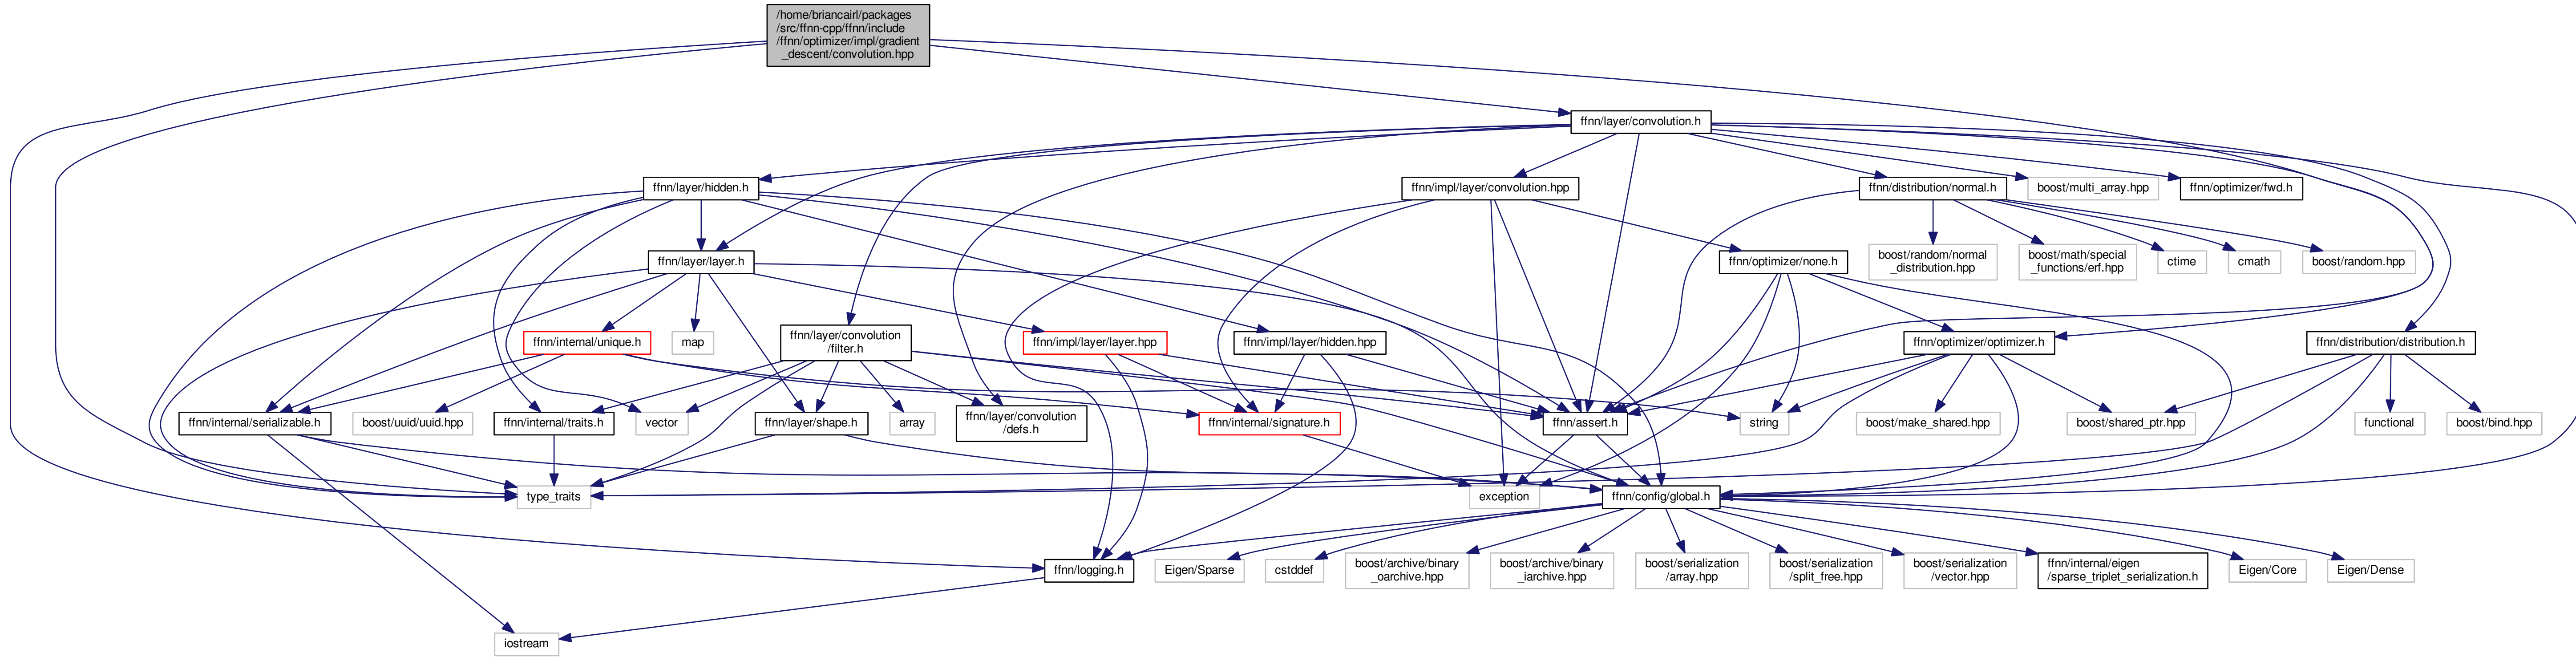 /home/briancairl/packages
/src/ffnn-cpp/ffnn/include
/ffnn/optimizer/impl/gradient
_descent/convolution.hpp
ffnn/layer/convolution.h
ffnn/layer/hidden.h
ffnn/impl/layer/convolution.hpp
ffnn/distribution/normal.h
boost/multi_array.hpp
ffnn/optimizer/fwd.h
ffnn/layer/layer.h
ffnn/optimizer/none.h
boost/random/normal
_distribution.hpp
boost/math/special
_functions/erf.hpp
ctime
cmath
boost/random.hpp
ffnn/internal/unique.h
map
ffnn/layer/convolution
/filter.h
ffnn/impl/layer/layer.hpp
ffnn/impl/layer/hidden.hpp
ffnn/optimizer/optimizer.h
ffnn/distribution/distribution.h
ffnn/internal/serializable.h
boost/uuid/uuid.hpp
ffnn/internal/traits.h
vector
ffnn/layer/shape.h
array
ffnn/layer/convolution
/defs.h
ffnn/internal/signature.h
ffnn/assert.h
string
boost/make_shared.hpp
boost/shared_ptr.hpp
functional
boost/bind.hpp
type_traits
exception
ffnn/config/global.h
ffnn/logging.h
Eigen/Sparse
cstddef
boost/archive/binary
_oarchive.hpp
boost/archive/binary
_iarchive.hpp
boost/serialization
/array.hpp
boost/serialization
/split_free.hpp
boost/serialization
/vector.hpp
ffnn/internal/eigen
/sparse_triplet_serialization.h
Eigen/Core
Eigen/Dense
iostream